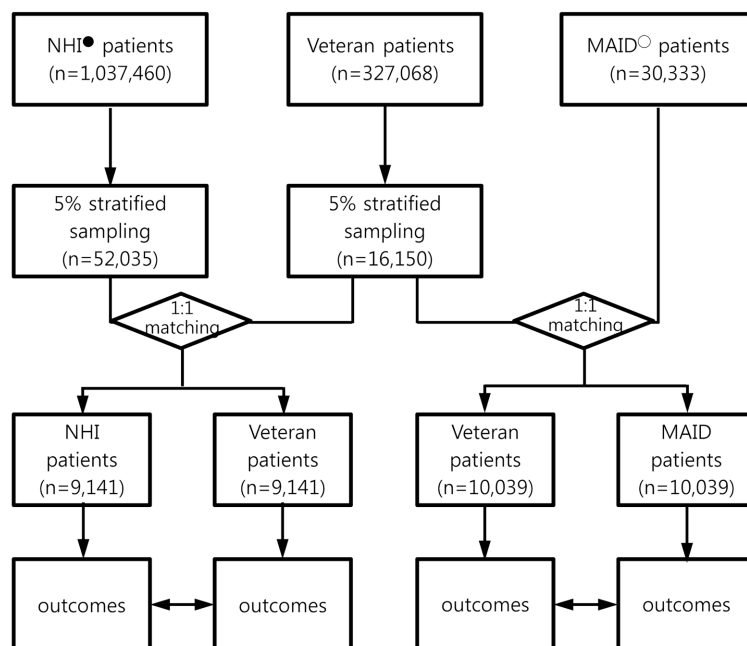 NHI● patients
(n=1,037,460)
Veteran patients
(n=327,068)
MAID○ patients
(n=30,333)
5% stratified
sampling
(n=52,035)
5% stratified
sampling
(n=16,150)
1:1
matching
1:1
matching
NHI
patients
(n=9,141)
Veteran
patients
(n=9,141)
Veteran
patients
(n=10,039)
MAID
patients
(n=10,039)
outcomes
outcomes
outcomes
outcomes